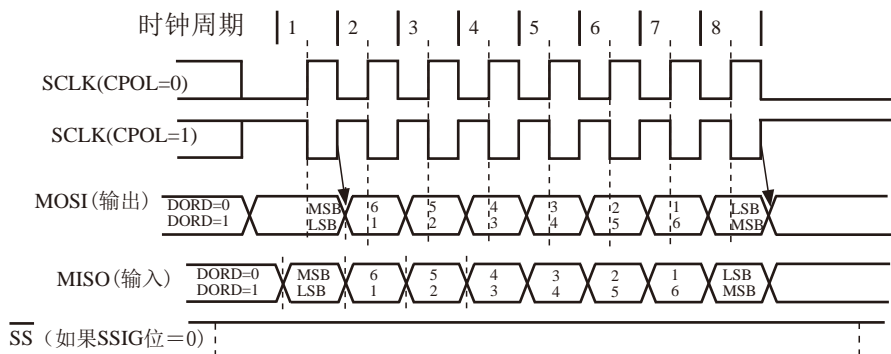 时钟周期 1 2 3 4 5 6 7 8
SCLK(CPOL=0)
SCLK(CPOL=1)
MOSI(输出) DORD=0 MSB 6 5 4 3 2 1 LSB
DORD=1 LSB 1 2 3 4 5 6 MSB
MISO(输入) DORD=0 MSB 6 5 4 3 2 1 LSB
DORD=1 LSB 1 2 3 4 5 6 MSB
SS（如果SSIG位＝0）